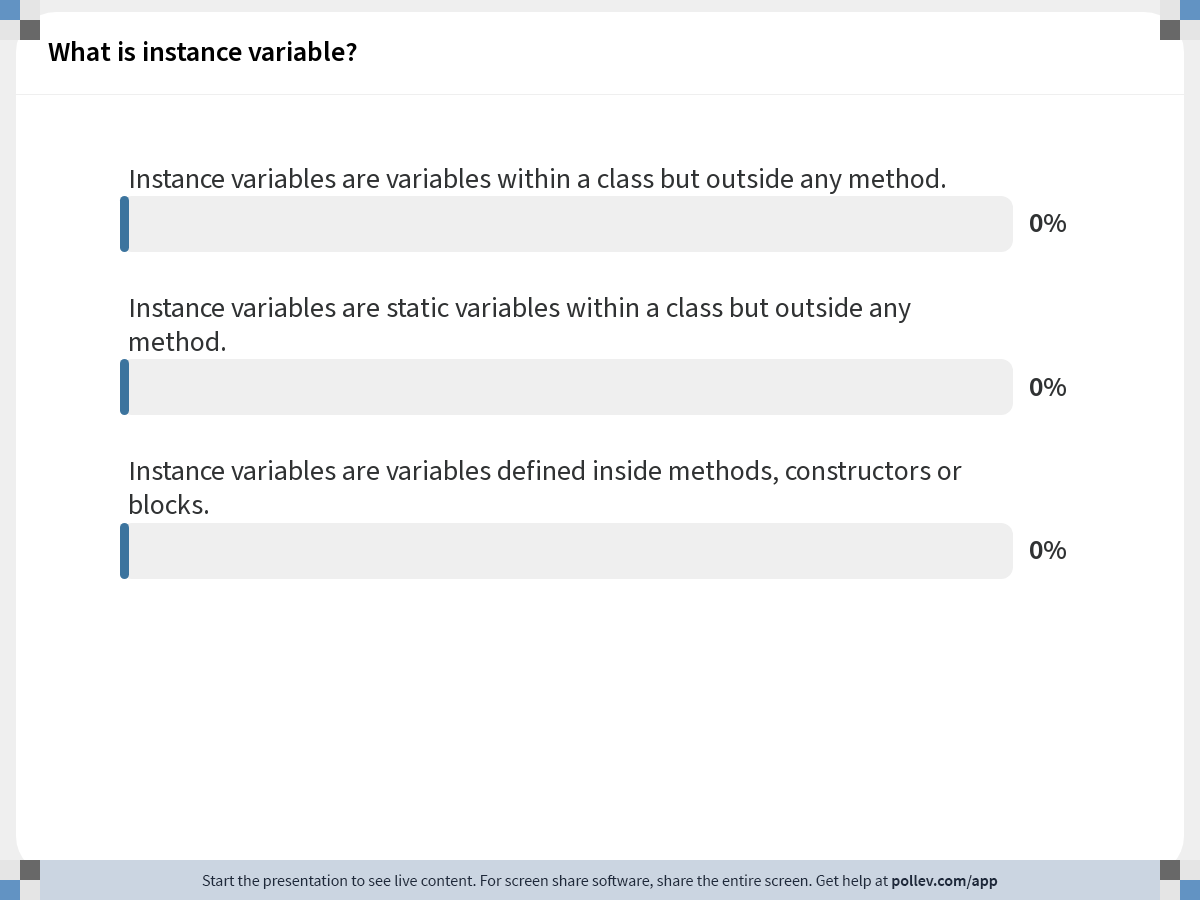 What is instance variable?
Instance variables are variables within a class but outside any method.
0%
Instance variables are static variables within a class but outside any
method.
0%
Instance variables are variables defined inside methods, constructors or
blocks.
0%
Start the presentation to see live content. For screen share software, share the entire screen. Get help at pollev.com/app